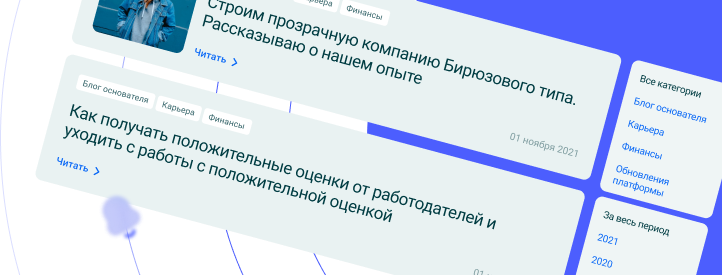 Финансы
Строим прозрачную компанию Бирюзового типа.
Рассказываю о нашем опыте
Читать
01 ноября 2021
Блог основателя
Карьера
Финансы
Как получать положительные оценки от работодателей и
уходить с работы с положительной оценкой
Читать
Все категории
Блог основателя
Карьера
Финансы
Обновления
платформы
За весь период
2021
2020